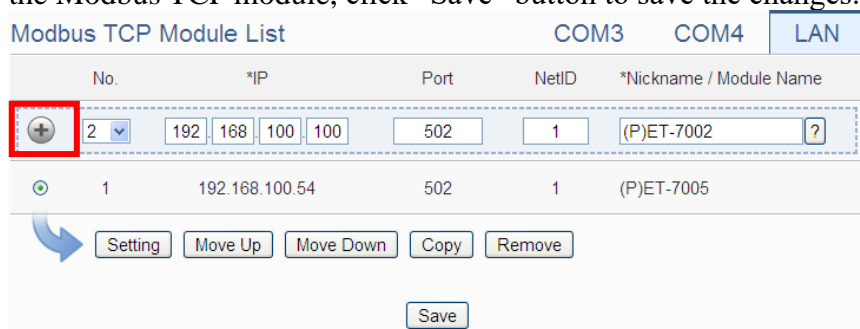 the Modbus TCP module, click "Save" button to save the changes.
Modbus TCP Module List COM3 COM4 LAN
No. *IP Port NetID *Nickname / Module Name
2 192 . 168 . 100 . 100 502 1 (P)ET-7002 ?
1 192.168.100.54 502 1 (P)ET-7005
Setting Move Up Move Down Copy Remove
Save